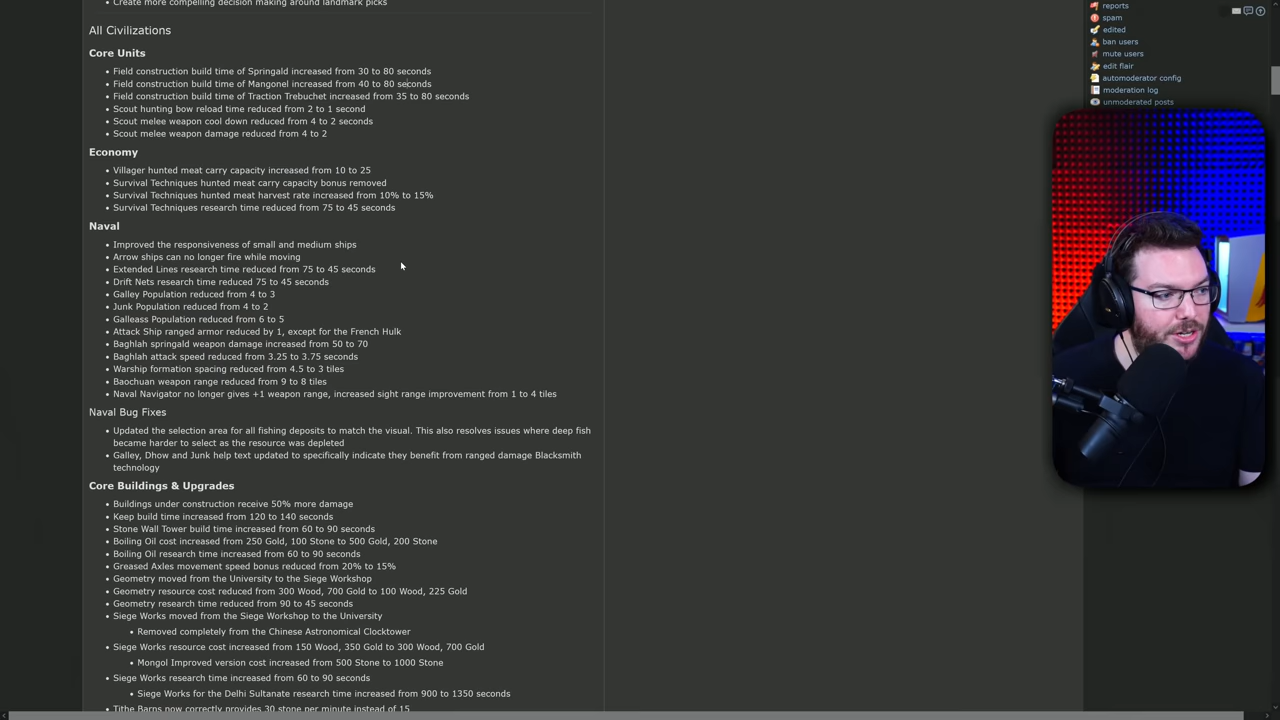 Create more compelling decision making around landmark picks
All Civilizations
Core Units
Field construction build time of Springald increased from 30 to 80 seconds
Field construction build time of Mangonel increased from 40 to 80 seconds
Field construction build time of Traction Trebuchet increased from 35 to 80 seconds
Scout hunting bow reload time reduced from 2 to 1 second
Scout melee weapon cool down reduced from 4 to 2 seconds
Scout melee weapon damage reduced from 4 to 2
Economy
Villager hunted meat carry capacity increased from 10 to 25
Survival Techniques hunted meat carry capacity bonus removed
Survival Techniques hunted meat harvest rate increased from 10% to 15%
Survival Techniques research time reduced from 75 to 45 seconds
Naval
Improved the responsiveness of small and medium ships
Arrow ships can no longer fire while moving
Extended Lines research time reduced from 75 to 45 seconds
Drift Nets research time reduced 75 to 45 seconds
Galley Population reduced from 4 to 3
Junk Population reduced from 4 to 2
Galleass Population reduced from 6 to 5
Attack Ship ranged armor reduced by 1, except for the French Hulk
Baghlah springald weapon damage increased from 50 to 70
Baghlah attack speed reduced from 3.25 to 3.75 seconds
Warship formation spacing reduced from 4.5 to 3 tiles
Baochuan weapon range reduced from 9 to 8 tiles
Naval Navigator no longer gives +1 weapon range, increased sight range improvement from 1 to 4 tiles
Naval Bug Fixes
Updated the selection area for all fishing deposits to match the visual. This also resolves issues where deep fish
became harder to select as the resource was depleted
Galley, Dhow and Junk help text updated to specifically indicate they benefit from ranged damage Blacksmith
technology
Core Buildings & Upgrades
Buildings under construction receive 50% more damage
Keep build time increased from 120 to 140 seconds
Stone Wall Tower build time increased from 60 to 90 seconds
Boiling Oil cost increased from 250 Gold, 100 Stone to 500 Gold, 200 Stone
Boiling Oil research time increased from 60 to 90 seconds
Greased Axles movement speed bonus reduced from 20% to 15%
Geometry moved from the University to the Siege Workshop
Geometry resource cost reduced from 300 Wood, 700 Gold to 100 Wood, 225 Gold
Geometry research time reduced from 90 to 45 seconds
Siege Works moved from the Siege Workshop to the University
Removed completely from the Chinese Astronomical Clocktower
Siege Works resource cost increased from 150 Wood, 350 Gold to 300 Wood, 700 Gold
Mongol Improved version cost increased from 500 Stone to 1000 Stone
Siege Works research time increased from 60 to 90 seconds
Siege Works for the Delhi Sultanate research time increased from 900 to 1350 seconds
Tithe Barns now correctly provides 30 stone per minute instead of 15
reports
spam
edited
ban users
mute users
edit flair
automoderator config
moderation log
unmoderated posts